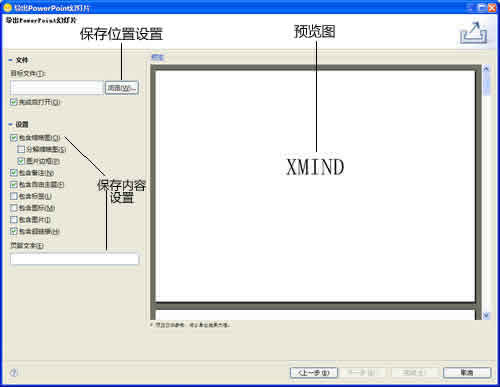 导出PowerPoint幻灯片
导出PowerPoint幻灯片
保存位置设置
预览图
文件
目标文件(T):
浏览(W)...
完成后打开(O)
设置
包含缩略图(O)
分解缩略图(S)
图片边框(P)
包含备注(N)
包含自由主题(F)
包含标签(L)
包含图标(M)
包含图片(I)
包含超链接(H)
保存内容
设置
页脚文本(E)
预览
XMIND
<上一步(B)
下一步(N)>
完成(F)
取消